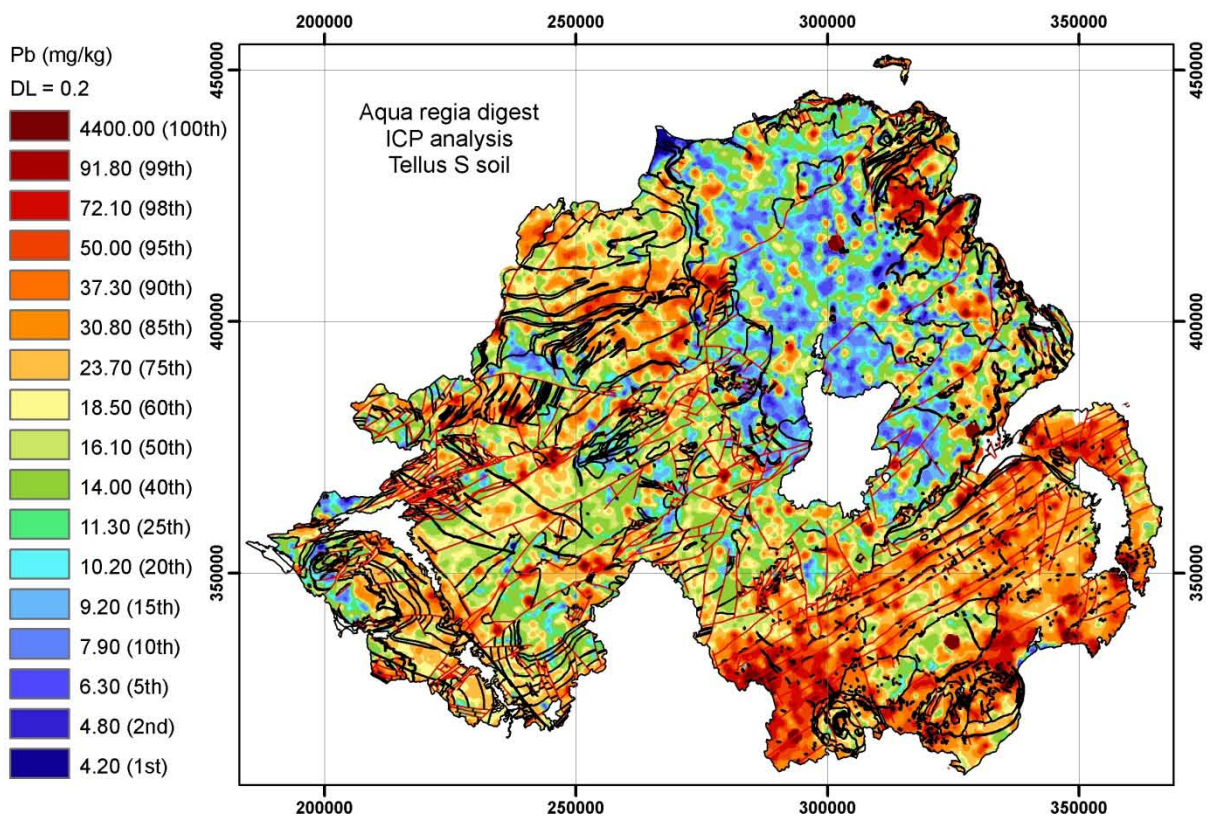 200000 250000 300000 350000
Pb (mg/kg)
DL = 0.2
4400.00 (100th)
91.80 (99th)
72.10 (98th)
50.00 (95th)
37.30 (90th)
30.80 (85th)
23.70 (75th)
18.50 (60th)
16.10 (50th)
14.00 (40th)
11.30 (25th)
10.20 (20th)
9.20 (15th)
7.90 (10th)
6.30 (5th)
4.80 (2nd)
4.20 (1st)
Aqua regia digest
ICP analysis
Tellus S soil
450000
400000
350000
450000
400000
350000
200000 250000 300000 350000